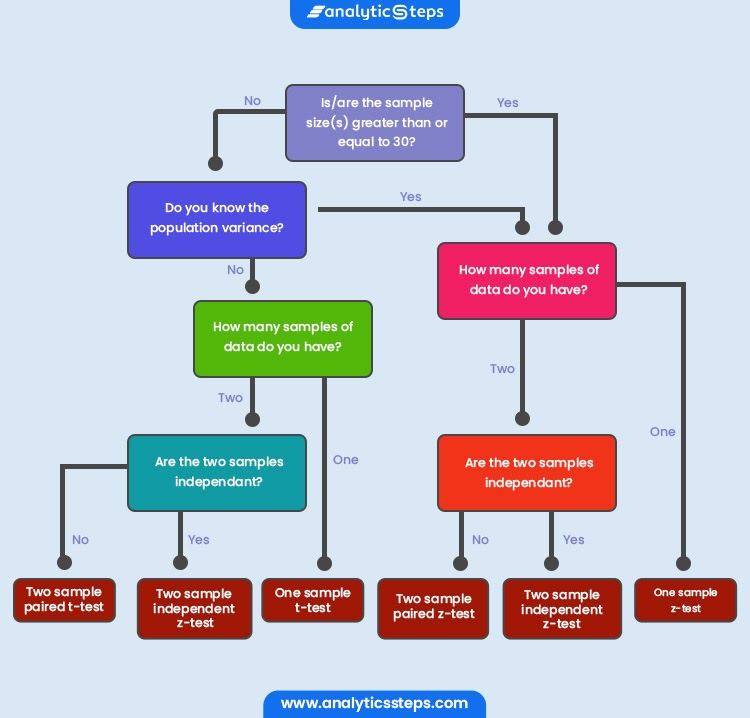 analyticSteps
Is/are the sample
size(s) greater than or
equal to 30?
No
Yes
Do you know the
population variance?
Yes
No
How many samples of
data do you have?
How many samples of
data do you have?
Two
One
Two
One
Are the two samples
independant?
Are the two samples
independant?
No
Yes
No
Yes
Two sample
paired t-test
Two sample
independent
z-test
One sample
t-test
Two sample
paired z-test
Two sample
independent
z-test
One sample
z-test
www.analyticssteps.com